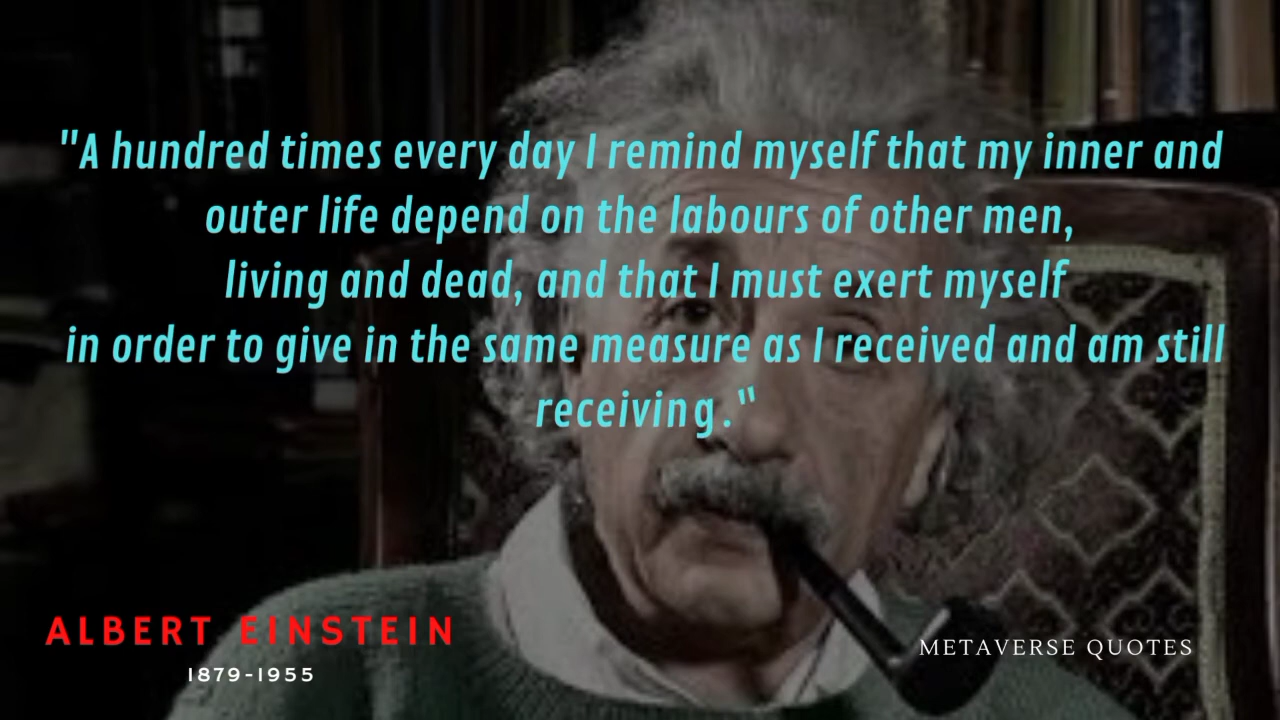 "A hundred times every day I remind myself that my inner and
outer life depend on the labours of other men,
living and dead, and that I must exert myself
in order to give in the same measure as I received and am still
receiving."
ALBERT EINSTEIN
1879-1955
METAVERSE QUOTES